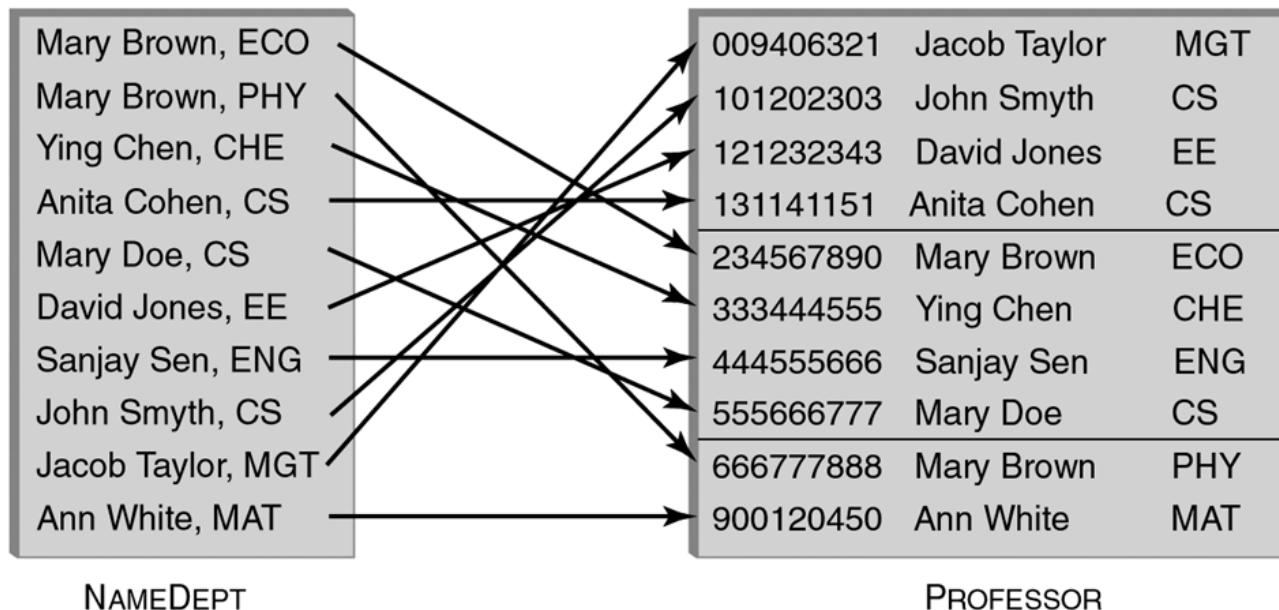 Mary Brown, ECO
Mary Brown, PHY
Ying Chen, CHE
Anita Cohen, CS
Mary Doe, CS
David Jones, EE
Sanjay Sen, ENG
John Smyth, CS
Jacob Taylor, MGT
Ann White, MAT
NAMEDEPT
009406321 Jacob Taylor MGT
101202303 John Smyth CS
121232343 David Jones EE
131141151 Anita Cohen CS
234567890 Mary Brown ECO
333444555 Ying Chen CHE
444555666 Sanjay Sen ENG
555666777 Mary Doe CS
666777888 Mary Brown PHY
900120450 Ann White MAT
PROFESSOR